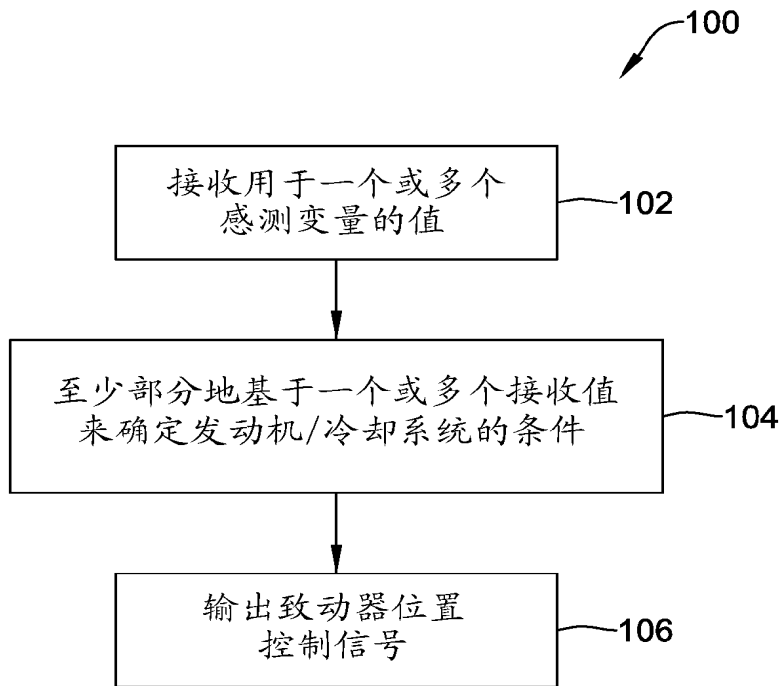 100
接收用于一个或多个
感测变量的值
102
至少部分地基于一个或多个接收值
来确定发动机/冷却系统的条件
104
输出致动器位置
控制信号
106